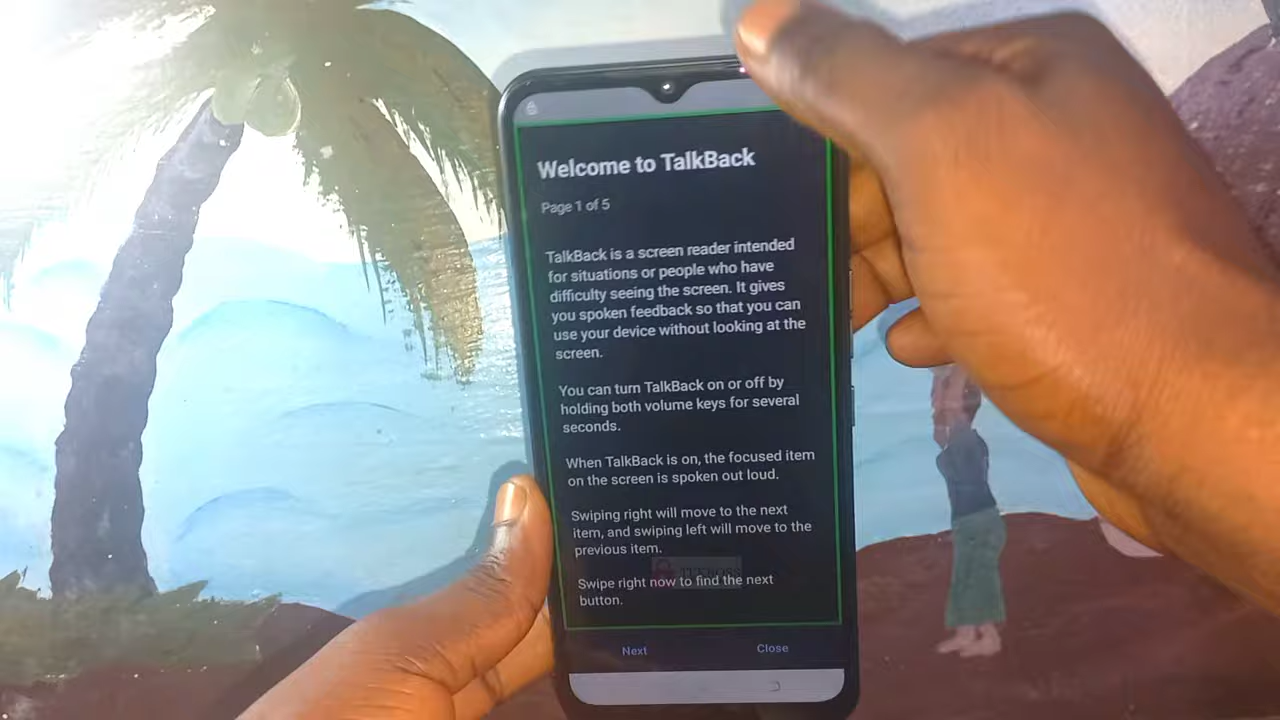 Welcome to TalkBack
Page 1 of 5
TalkBack is a screen reader intended
for situations or people who have
difficulty seeing the screen. It gives
you spoken feedback so that you can
use your device without looking at the
screen.
You can turn TalkBack on or off by
holding both volume keys for several
seconds.
When TalkBack is on, the focused item
on the screen is spoken out loud.
Swiping right will move to the next
item, and swiping left will move to the
previous item.
Swipe right now to find the next
button.
Next
Close